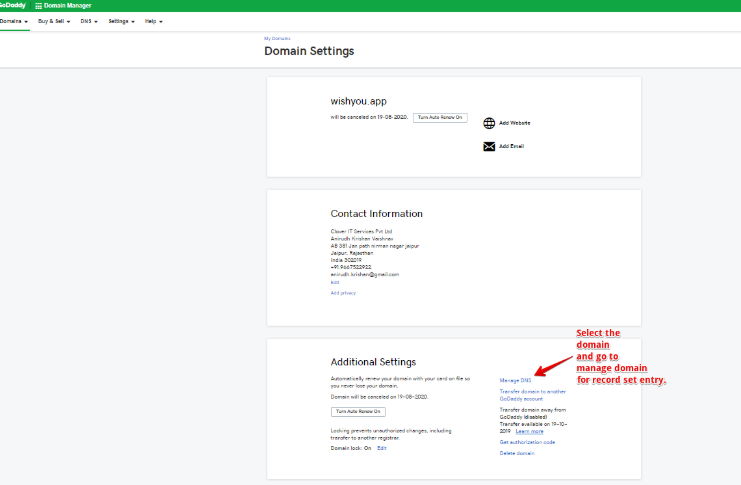 GoDaddy Domain Manager
Domains Buy & Sell DNS Settings Help
My Domains
Domain Settings
wishyou.app
will be canceled on 19-08-2020. Turn Auto Renew On
Add Website
Add Email
Contact Information
Clover IT Services Pvt Ltd
Anirudh Krishan Vaishnav
AB 381 Jan path nirman nagar jaipur
Jaipur, Rajasthan
India 302019
+91.9667522922
anirudh.krishan@gmail.com
Edit
Add privacy
Select the
domain
and go to
manage domain
for record set entry.
Additional Settings
Automatically renew your domain with your card on file so
you never lose your domain.
Domain will be canceled on 19-08-2020.
Turn Auto Renew On
Locking prevents unauthorized changes, including
transfer to another registrar.
Domain lock: On Edit
Manage DNS
Transfer domain to another
GoDaddy account
Transfer domain away from
GoDaddy (disabled)
Transfer available on 19-10-
2019 Learn more
Get authorization code
Delete domain